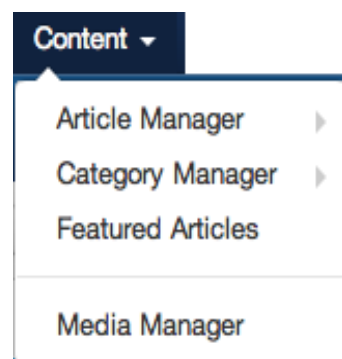 Content
Article Manager
Category Manager
Featured Articles
Media Manager